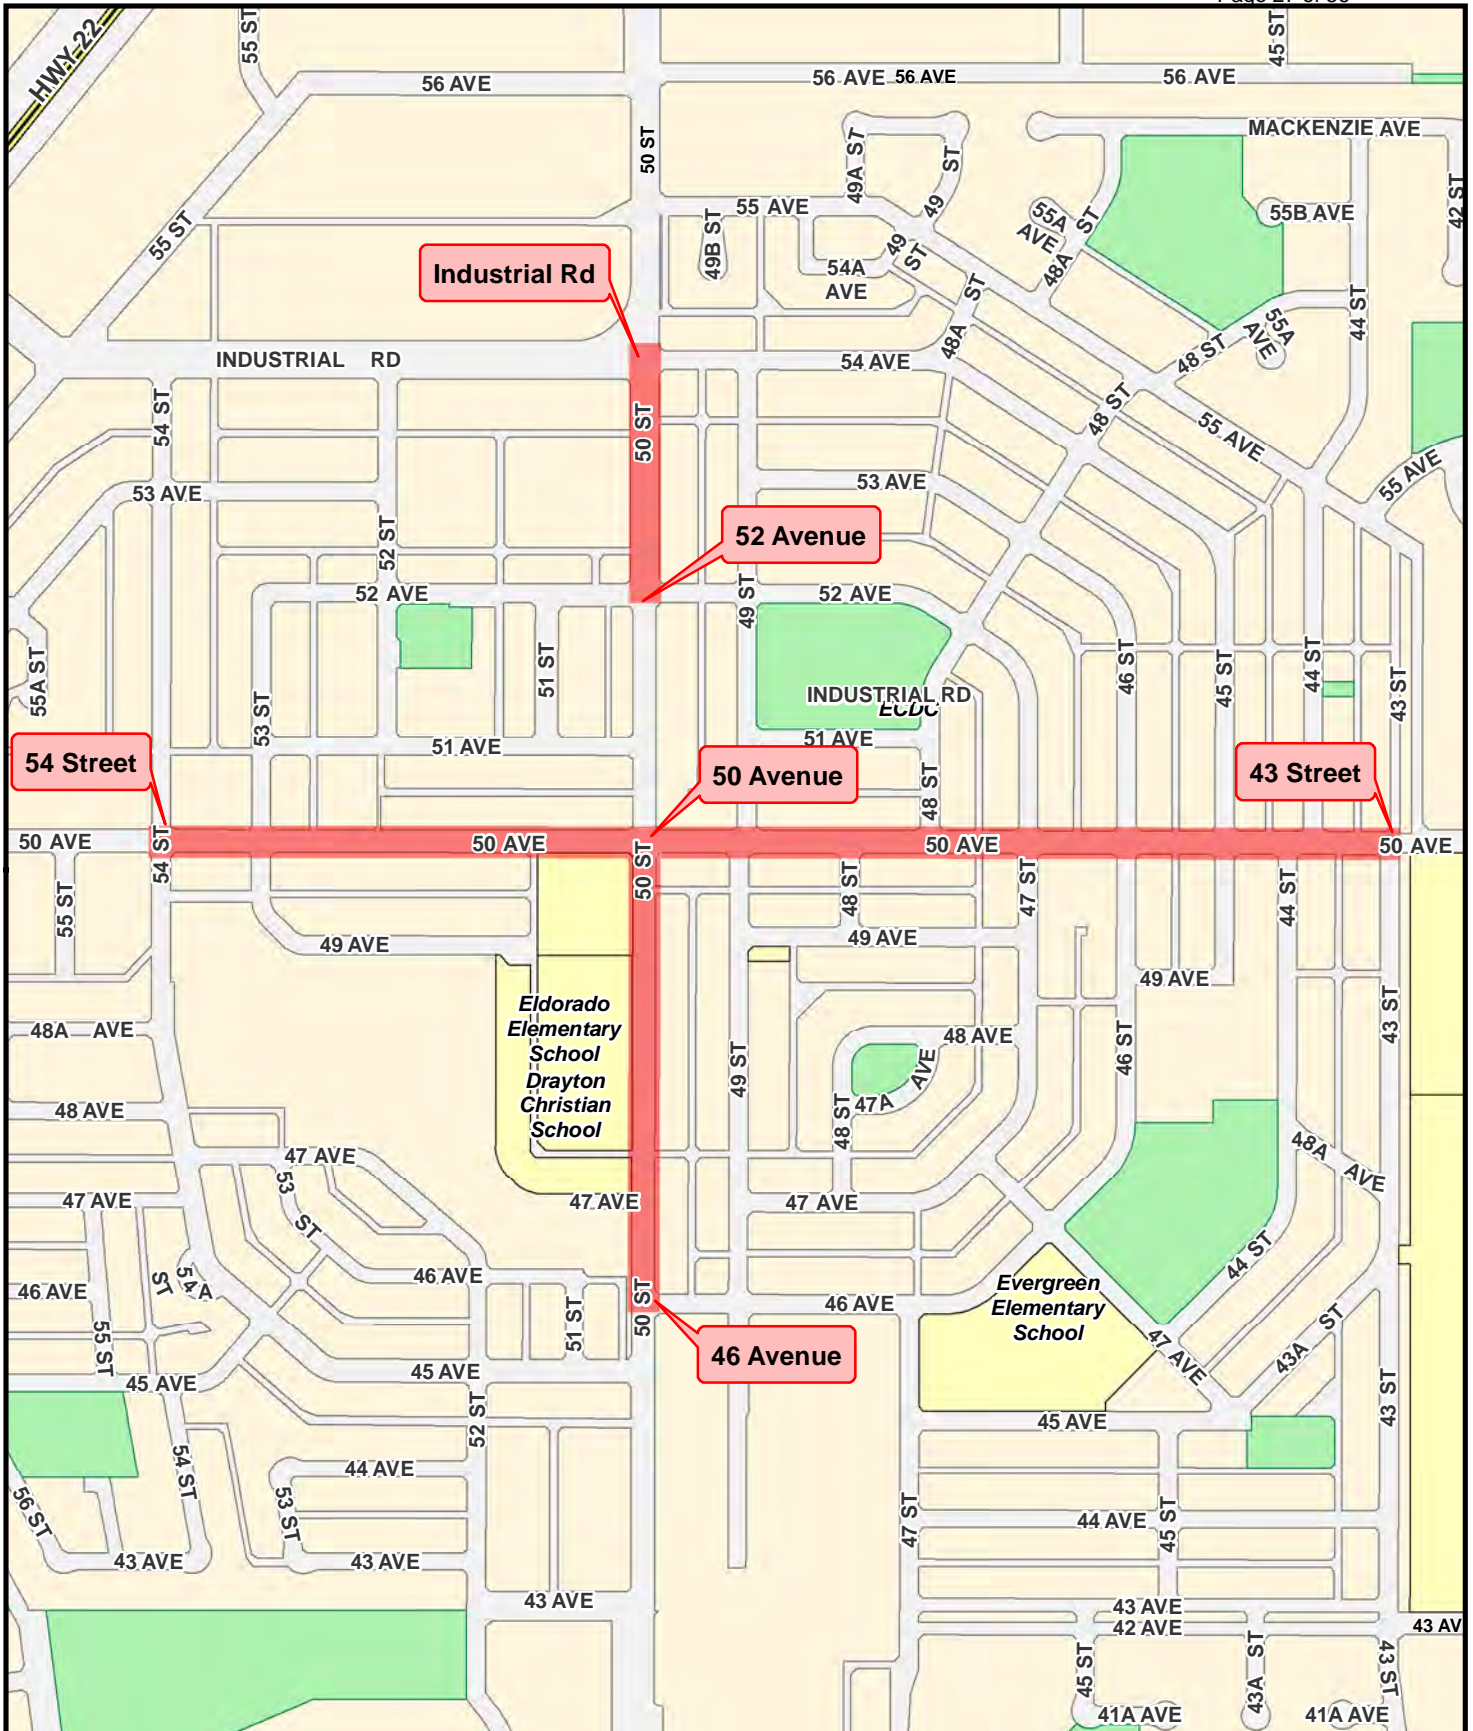 HWY 22
55 ST
45 ST
56 AVE
56 AVE
56 AVE
56 AVE
50 ST
MACKENZIE AVE
49A ST
49 ST
55 ST
55 AVE
49B ST
49 ST
54A
AVE
55A
AVE
48A ST
55B AVE
42 ST
Industrial Rd
INDUSTRIAL RD
48A ST
54 AVE
48 ST
55A
AVE
44 ST
54 ST
50 ST
48 ST
55 AVE
55 AVE
53 AVE
53 AVE
52 ST
52 Avenue
52 AVE
49 ST
52 AVE
55A ST
53 ST
51 ST
INDUSTRIAL RD
ECDC
46 ST
45 ST
44 ST
43 ST
51 AVE
51 AVE
54 Street
50 Avenue
43 Street
48 ST
50 AVE
54 ST
50 AVE
50 ST
50 AVE
50 AVE
55 ST
48 ST
47 ST
44 ST
49 AVE
49 AVE
49 AVE
Eldorado
Elementary
School
Drayton
Christian
School
48A AVE
48 AVE
43 ST
49 ST
46 ST
47A AVE
48 ST
48 AVE
47 AVE
53 ST
47 AVE
47 AVE
47 AVE
48A AVE
44 ST
54A ST
46 AVE
46 AVE
50 ST
46 AVE
51 ST
Evergreen
Elementary
School
46 Avenue
55 ST
45 AVE
45 AVE
47 AVE
43A ST
52 ST
43 ST
45 AVE
54 ST
44 AVE
56 ST
53 ST
47 ST
44 AVE
45 ST
43 AVE
43 AVE
43 AVE
43 AVE
42 AVE
43 AV
45 ST
43A ST
43 ST
41A AVE
41A AVE